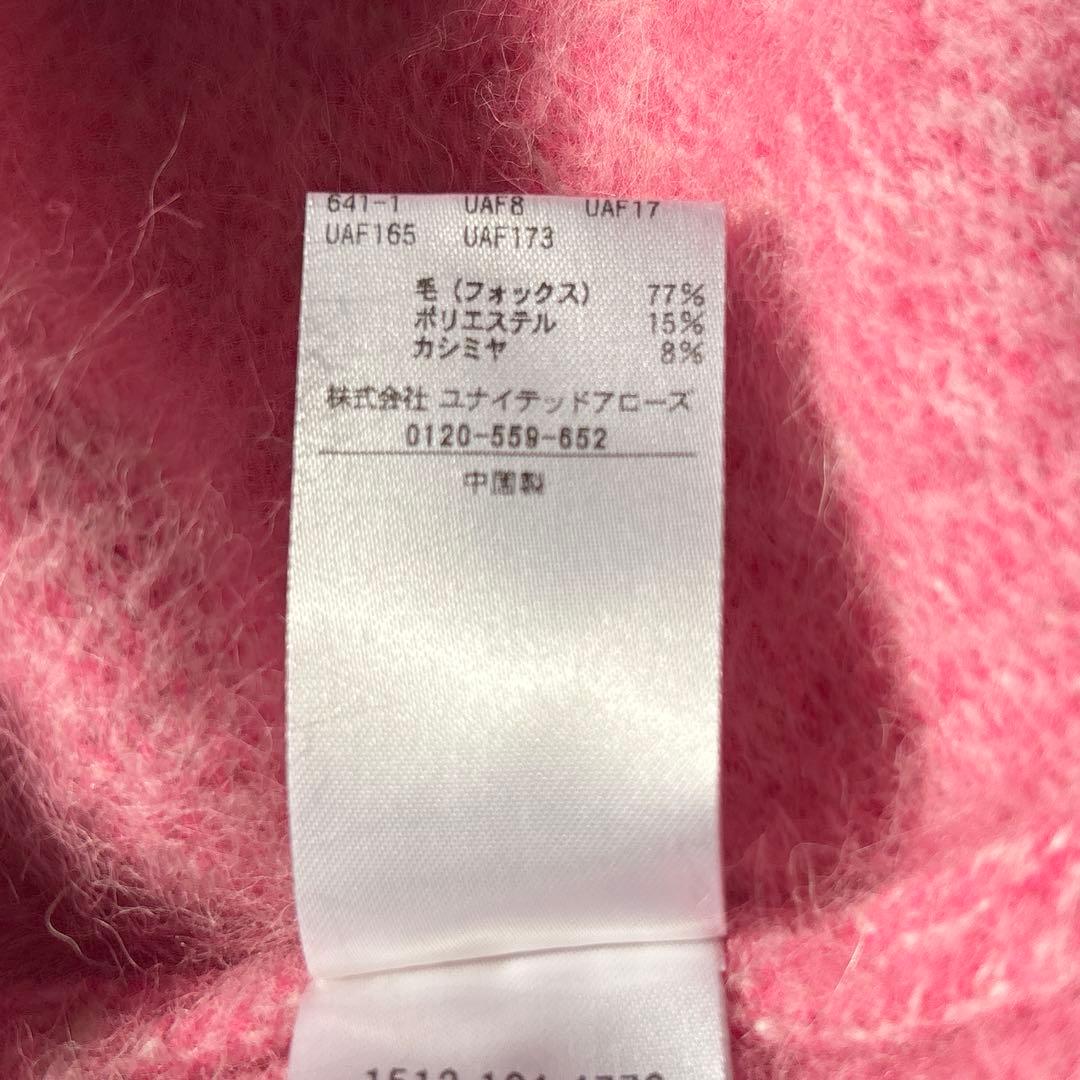 641-1 UAF8 UAF17
UAF165 UAF173
毛(フォックス) 77%
ポリエステル 15%
カシミヤ 8%
株式会社 ユナイテッドアローズ
0120-559-652
中国製